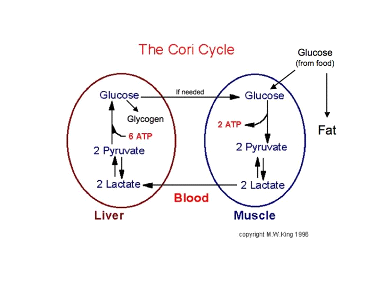 The Cori Cycle
Glucose
(from food)
Fat
Glucose
If needed
Glucose
Glycogen
6 ATP
2 ATP
2 Pyruvate
2 Pyruvate
2 Lactate
2 Lactate
Blood
Liver
Muscle
copyright M.W.King 1998